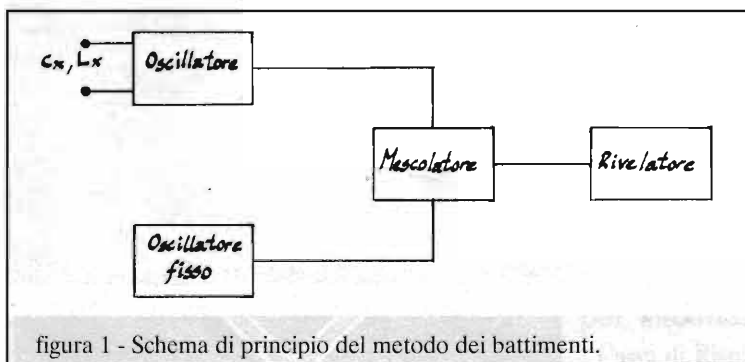 Cx, Lx
Oscillatore
Mescolatore
Rivelatore
Oscillatore
fisso
figura 1 - Schema di principio del metodo dei battimenti.